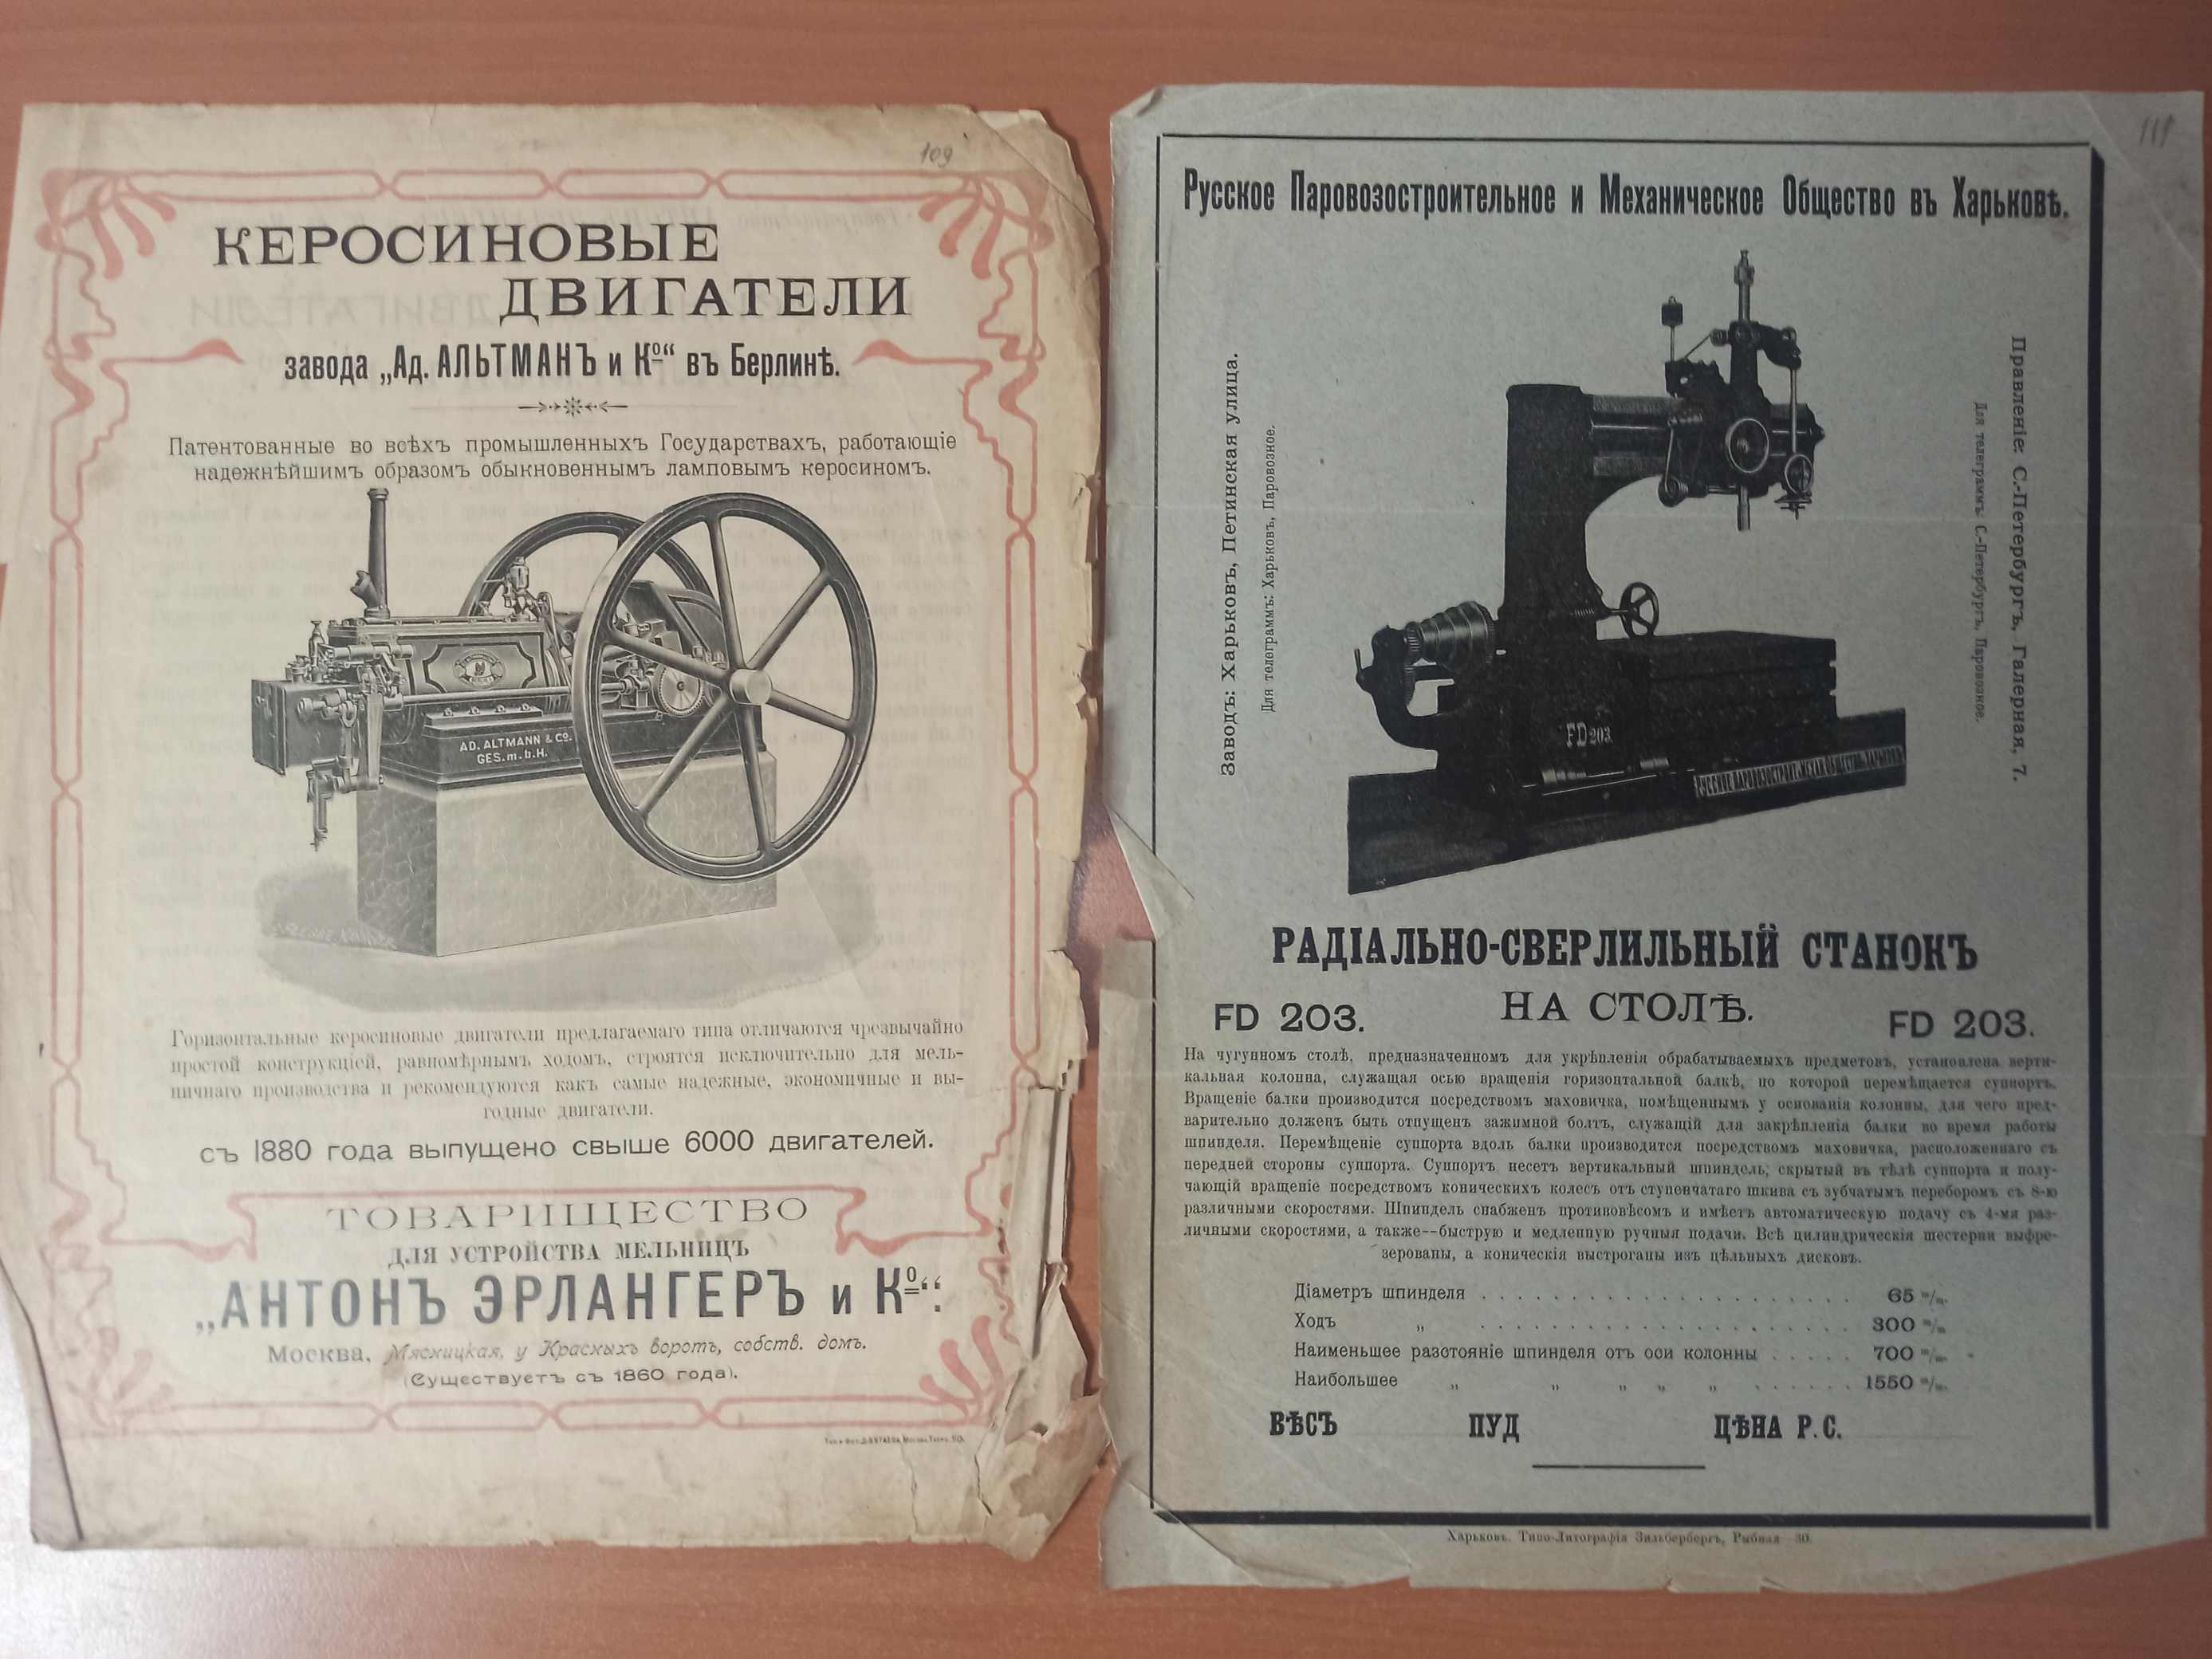 109
КЕРОСИНОВЫЕ
ДВИГАТЕЛИ
завода „Ад. АЛЬТМАНЪ и Кº“ въ Берлинѣ.
Патентованные во всѣхъ промышленныхъ Государствахъ, работающіе
надежнѣйшимъ образомъ обыкновеннымъ ламповымъ керосиномъ.
AD. ALTMANN & Cº.
GES. m. b. H.
Горизонтальные керосиновые двигатели предлагаемаго типа отличаются чрезвычайно
простой конструкціей, равномѣрнымъ ходомъ, строятся исключительно для мель-
ничнаго производства и рекомендуются какъ самые надежные, экономичные и вы-
годные двигатели.
съ 1880 года выпущено свыше 6000 двигателей.
ТОВАРИЩЕСТВО
ДЛЯ УСТРОЙСТВА МЕЛЬНИЦЪ
„АНТОНЪ ЭРЛАНГЕРЪ и Кº“.
Москва, Мясницкая, у Красныхъ воротъ, собств. домъ.
(Существуетъ съ 1860 года).
111
Русское Паровозостроительное и Механическое Общество въ Харьковѣ.
Заводъ: Харьковъ, Петинская улица.
Для телеграммъ: Харьковъ, Паровозное.
Правленіе: С.-Петербургъ, Галерная, 7.
Для телеграммъ: С.-Петербургъ, Паровозное.
FD 203
РУССКОЕ ПАРОВОЗОСТРОИТ. МЕХАН. ОБЩЕСТВО ХАРЬКОВЪ
РАДІАЛЬНО-СВЕРЛИЛЬНЫЙ СТАНОКЪ
FD 203. НА СТОЛѢ. FD 203.
На чугунномъ столѣ, предназначенномъ для укрѣпленія обрабатываемыхъ предметовъ, установлена верти-
кальная колонна, служащая осью вращенія горизонтальной балкѣ, по которой перемѣщается суппортъ.
Вращеніе балки производится посредствомъ маховичка, помѣщеннымъ у основанія колонны, для чего пред-
варительно долженъ быть отпущенъ зажимной болтъ, служащій для закрѣпленія балки во время работы
шпинделя. Перемѣщеніе суппорта вдоль балки производится посредствомъ маховичка, расположеннаго съ
передней стороны суппорта. Суппортъ несетъ вертикальный шпиндель, скрытый въ тѣлѣ суппорта и полу-
чающій вращеніе посредствомъ коническихъ колесъ отъ ступенчатаго шкива съ зубчатымъ переборомъ съ 8-ю
различными скоростями. Шпиндель снабженъ противовѣсомъ и имѣетъ автоматическую подачу съ 4-мя раз-
личными скоростями, а также--быструю и медленную ручныя подачи. Всѣ цилиндрическія шестерни выфре-
зерованы, а коническія выстроганы изъ цѣльныхъ дисковъ.
Діаметръ шпинделя . . . . . . . . . . . . . . . . . . . . 65 m/m.
Ходъ „ . . . . . . . . . . . . . . . . . . . . 300 m/m
Наименьшее разстояніе шпинделя отъ оси колонны . . . . . 700 m/m.
Наибольшее „ „ „ „ „ . . . . . . 1550 m/m.
ВѢСЪ ПУД ЦѢНА Р. С.
Харьковъ. Типо-Литографія Зильбербергъ, Рыбная—30.